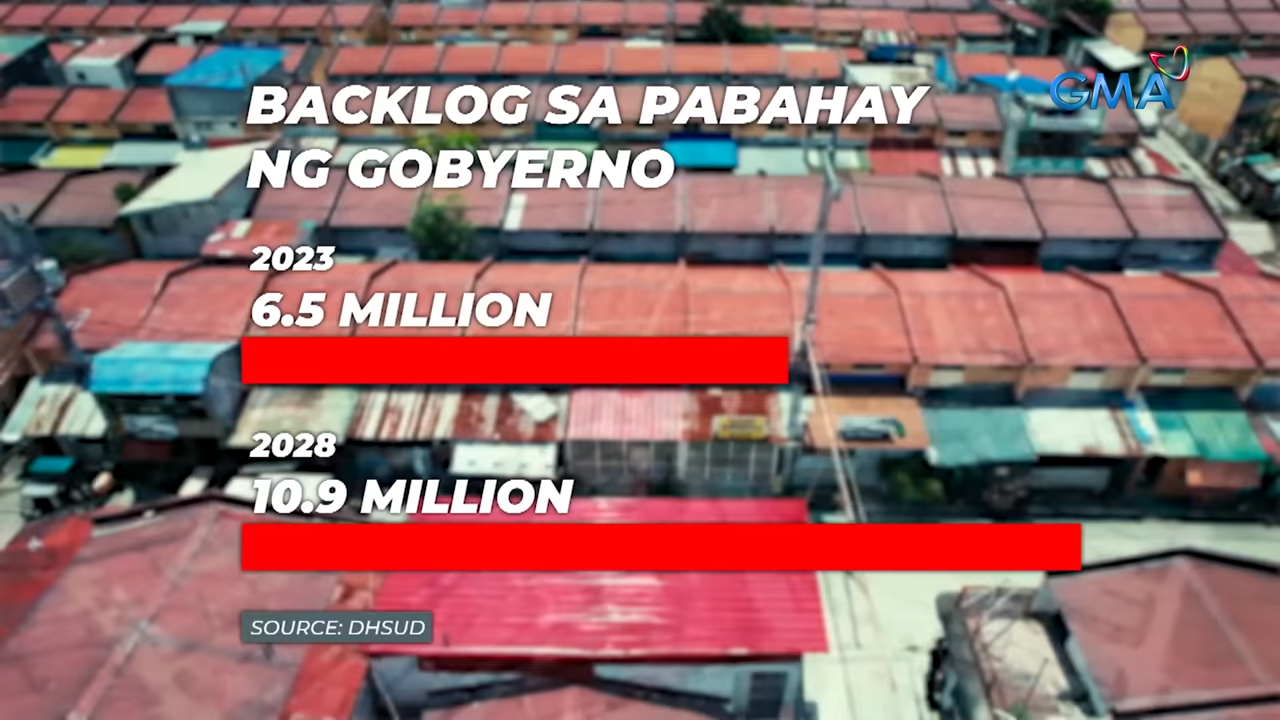 GMA
BACKLOG SA PABAHAY
NG GOBYERNO
2023
6.5 MILLION
2028
10.9 MILLION
SOURCE: DHSUD